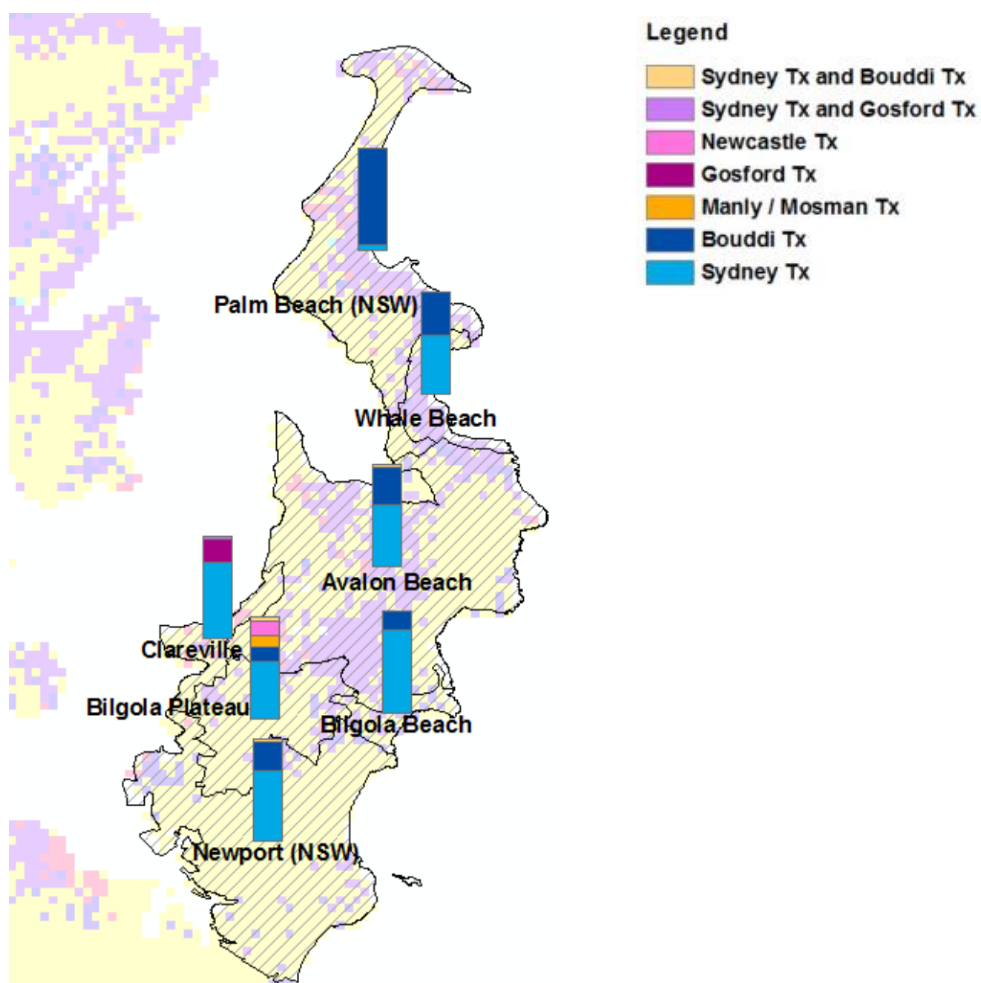 Legend
Sydney Tx and Bouddi Tx
Sydney Tx and Gosford Tx
Newcastle Tx
Gosford Tx
Manly / Mosman Tx
Bouddi Tx
Sydney Tx
Palm Beach (NSW)
Whale Beach
Avalon Beach
Clareville
Bilgola Plateau
Bilgola Beach
Newport (NSW)